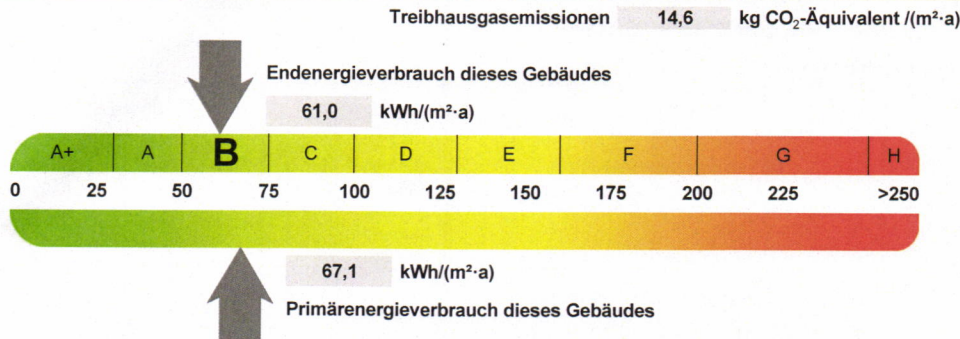 Treibhausgasemissionen 14,6 kg CO₂-Äquivalent /(m²·a)
Endenergieverbrauch dieses Gebäudes
61,0 kWh/(m²·a)
A+ A B C D E F G H
0 25 50 75 100 125 150 175 200 225 >250
67,1 kWh/(m²·a)
Primärenergieverbrauch dieses Gebäudes